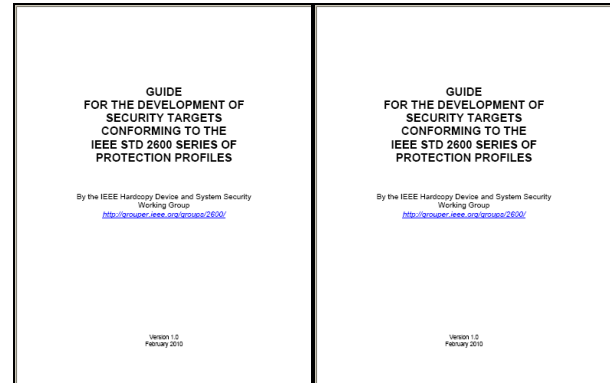 GUIDE
FOR THE DEVELOPMENT OF
SECURITY TARGETS
CONFORMING TO THE
IEEE STD 2600 SERIES OF
PROTECTION PROFILES
By the IEEE Hardcopy Device and System Security
Working Group
http://grouper.ieee.org/groups/2600/
Version 1.0
February 2010
GUIDE
FOR THE DEVELOPMENT OF
SECURITY TARGETS
CONFORMING TO THE
IEEE STD 2600 SERIES OF
PROTECTION PROFILES
By the IEEE Hardcopy Device and System Security
Working Group
http://grouper.ieee.org/groups/2600/
Version 1.0
February 2010